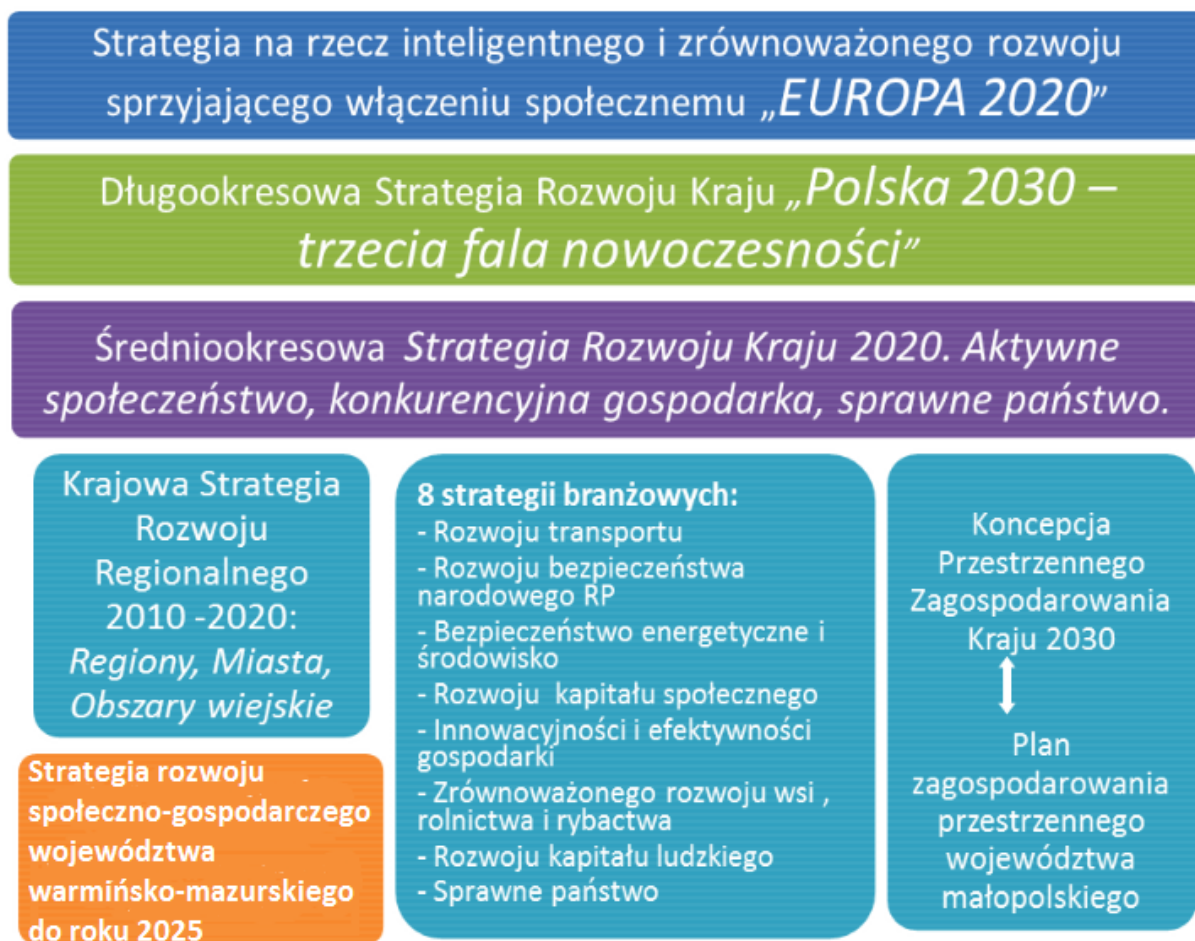 Strategia na rzecz inteligentnego i zrównoważonego rozwoju
sprzyjającego włączeniu społecznemu „EUROPA 2020”
Długookresowa Strategia Rozwoju Kraju „Polska 2030 –
trzecia fala nowoczesności”
Średniookresowa Strategia Rozwoju Kraju 2020. Aktywne
społeczeństwo, konkurencyjna gospodarka, sprawne państwo.
Krajowa Strategia
Rozwoju
Regionalnego
2010 -2020:
Regiony, Miasta,
Obszary wiejskie
Strategia rozwoju
społeczno-gospodarczego
województwa
warmińsko-mazurskiego
do roku 2025
8 strategii branżowych:
- Rozwoju transportu
- Rozwoju bezpieczeństwa
narodowego RP
- Bezpieczeństwo energetyczne i
środowisko
- Rozwoju kapitału społecznego
- Innowacyjności i efektywności
gospodarki
- Zrównoważonego rozwoju wsi ,
rolnictwa i rybactwa
- Rozwoju kapitału ludzkiego
- Sprawne państwo
Koncepcja
Przestrzennego
Zagospodarowania
Kraju 2030
Plan
zagospodarowania
przestrzennego
województwa
małopolskiego